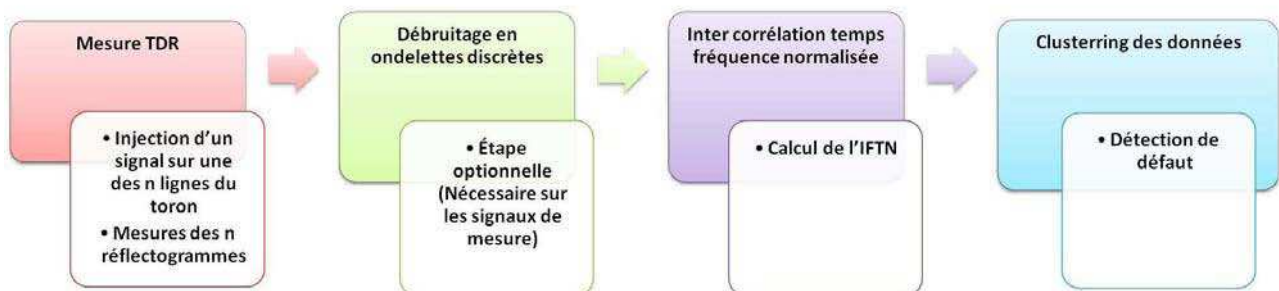 Mesure TDR
• Injection d'un
signal sur une
des n lignes du
toron
• Mesures des n
réflectogrammes
Débruitage en
ondelettes discrètes
• Étape
optionnelle
(Nécessaire sur
les signaux de
mesure)
Inter corrélation temps
fréquence normalisée
• Calcul de l'IFTN
Clusterring des données
• Détection de
défaut